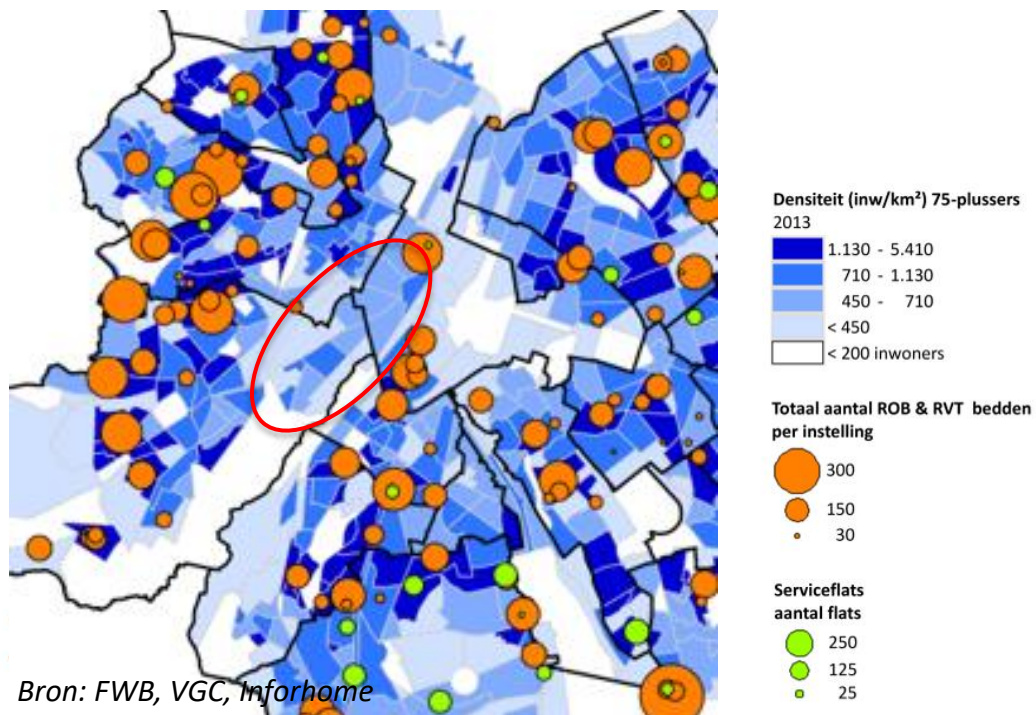 Densiteit (inw/km²) 75-plussers
2013
1.130 - 5.410
710 - 1.130
450 - 710
< 450
< 200 inwoners
Totaal aantal ROB & RVT bedden
per instelling
300
150
30
Serviceflats
aantal flats
250
125
25
Bron: FWB, VGC, Inforhome